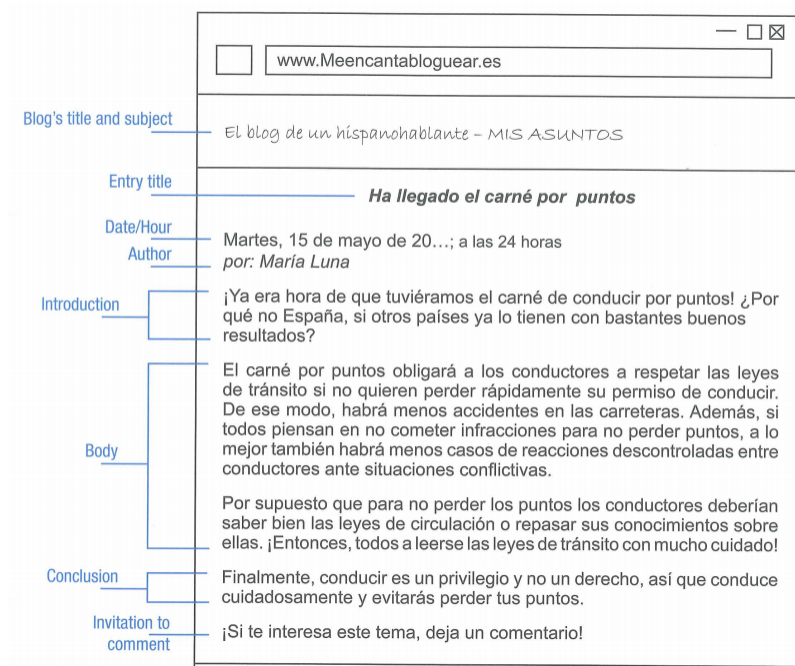 www.Meencantabloguear.es
Blog's title and subject
El blog de un hispanohablante – MIS ASUNTOS
Entry title
Ha llegado el carné por puntos
Date/Hour
Martes, 15 de mayo de 20...; a las 24 horas
Author
por: María Luna
Introduction
¡Ya era hora de que tuviéramos el carné de conducir por puntos! ¿Por
qué no España, si otros países ya lo tienen con bastantes buenos
resultados?
Body
El carné por puntos obligará a los conductores a respetar las leyes
de tránsito si no quieren perder rápidamente su permiso de conducir.
De ese modo, habrá menos accidentes en las carreteras. Además, si
todos piensan en no cometer infracciones para no perder puntos, a lo
mejor también habrá menos casos de reacciones descontroladas entre
conductores ante situaciones conflictivas.
Por supuesto que para no perder los puntos los conductores deberían
saber bien las leyes de circulación o repasar sus conocimientos sobre
ellas. ¡Entonces, todos a leerse las leyes de tránsito con mucho cuidado!
Conclusion
Finalmente, conducir es un privilegio y no un derecho, así que conduce
cuidadosamente y evitarás perder tus puntos.
Invitation to
comment
¡Si te interesa este tema, deja un comentario!